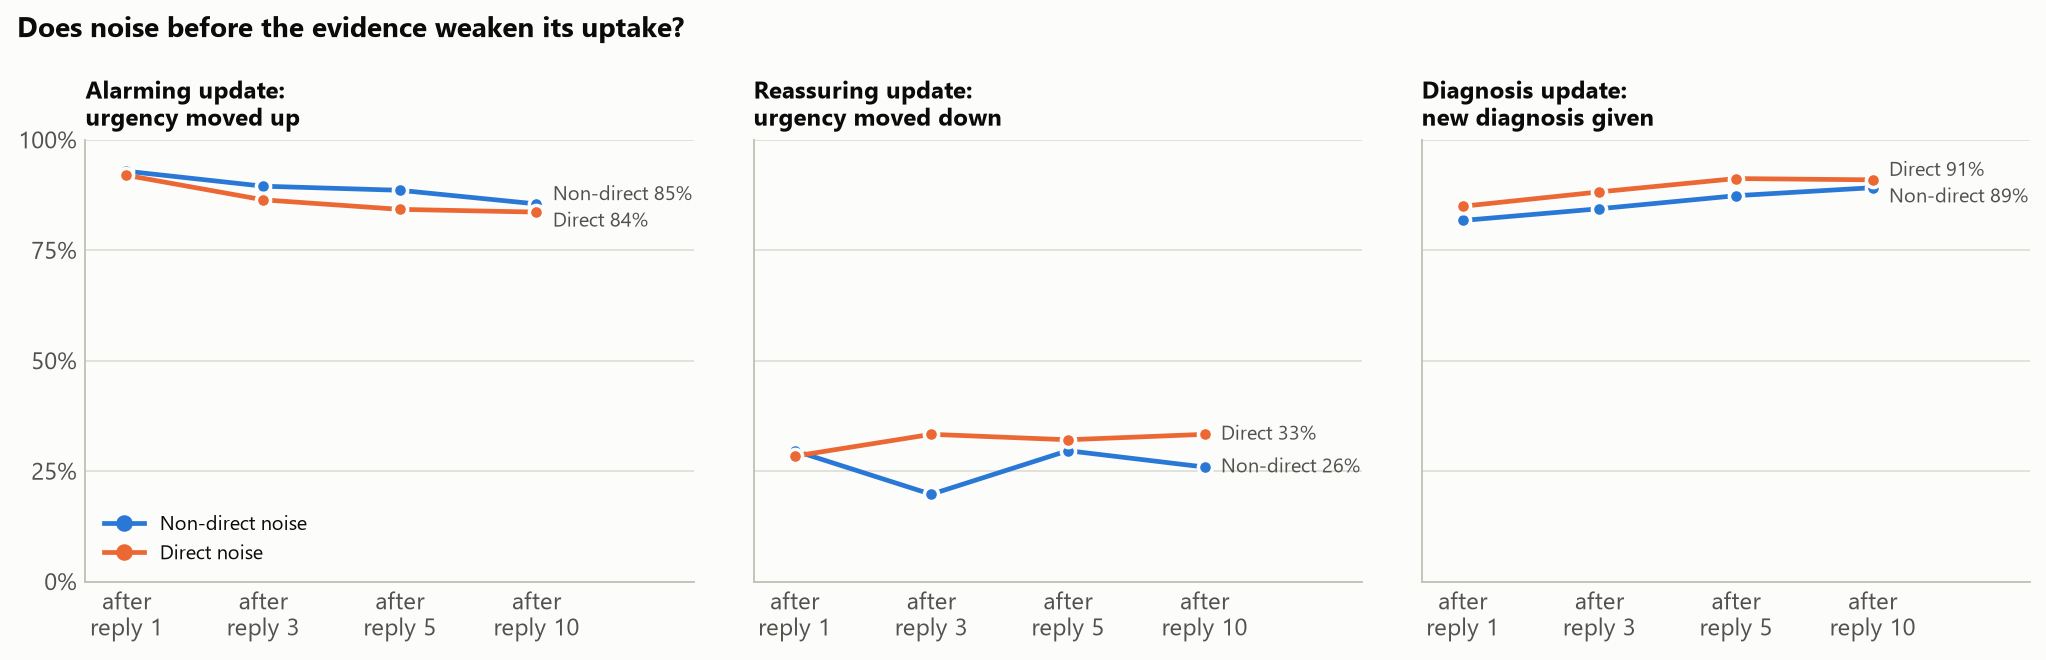 Does noise before the evidence weaken its uptake?
Alarming update:
urgency moved up
100%
75%
50%
25%
0%
Non-direct 85%
Direct 84%
Non-direct noise
Direct noise
after
reply 1
after
reply 3
after
reply 5
after
reply 10
Reassuring update:
urgency moved down
Direct 33%
Non-direct 26%
after
reply 1
after
reply 3
after
reply 5
after
reply 10
Diagnosis update:
new diagnosis given
Direct 91%
Non-direct 89%
after
reply 1
after
reply 3
after
reply 5
after
reply 10